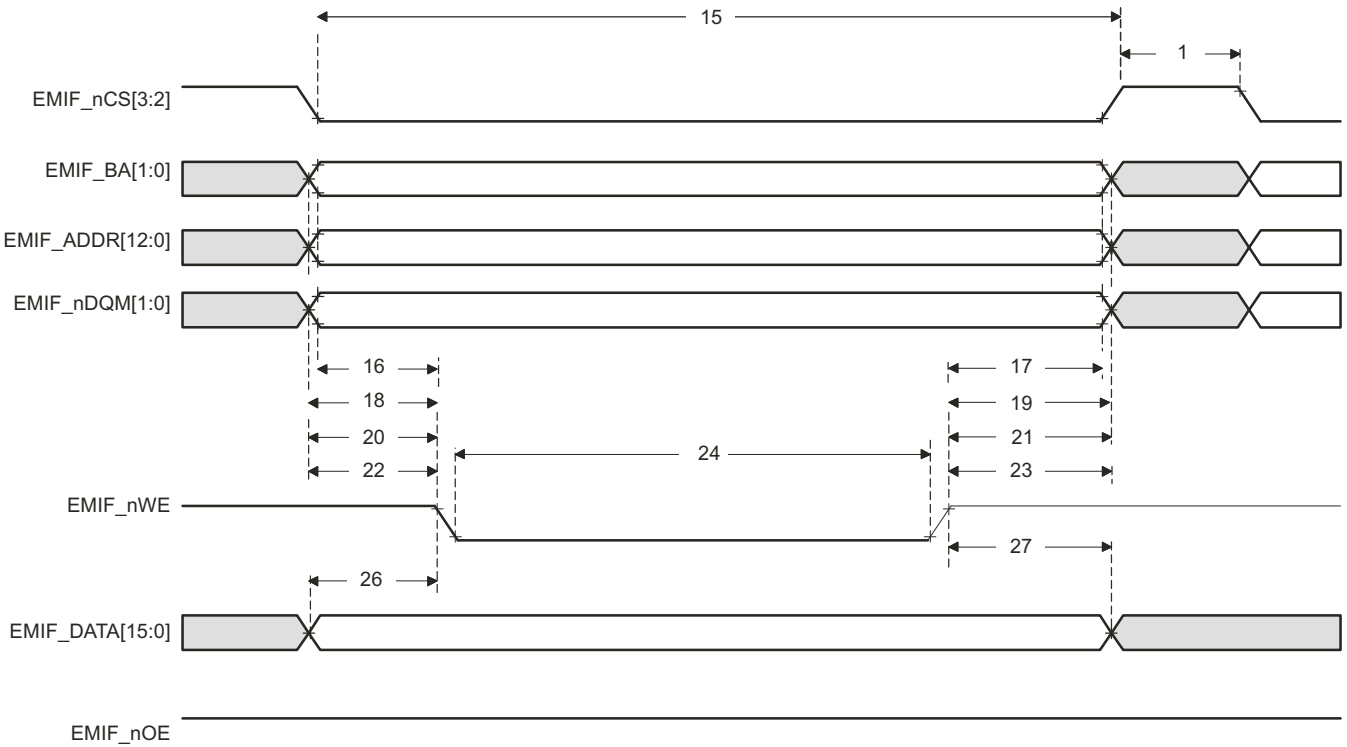 15
1
EMIF_nCS[3:2]
EMIF_BA[1:0]
EMIF_ADDR[12:0]
EMIF_nDQM[1:0]
16
17
18
19
20
21
24
22
23
EMIF_nWE
27
26
EMIF_DATA[15:0]
EMIF_nOE